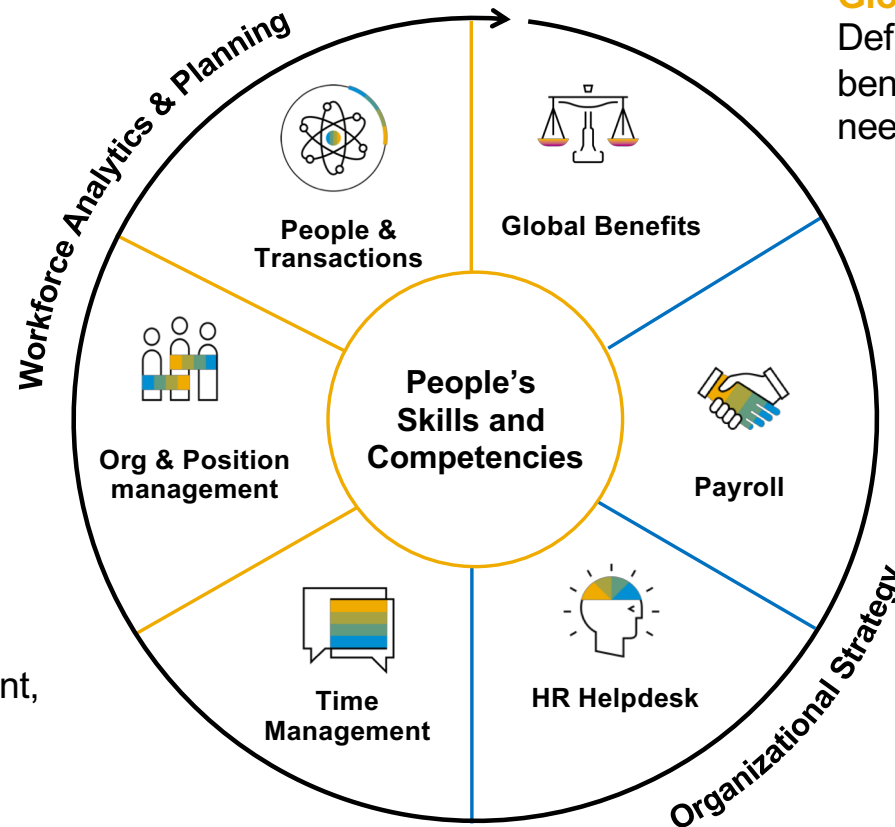 Workforce Analytics & Planning
Def
ben
nee
People &
Transactions
Global Benefits
Org & Position
management
People's
Skills and
Competencies
Payroll
Time
Management
HR Helpdesk
nt,
Organizational Strategy